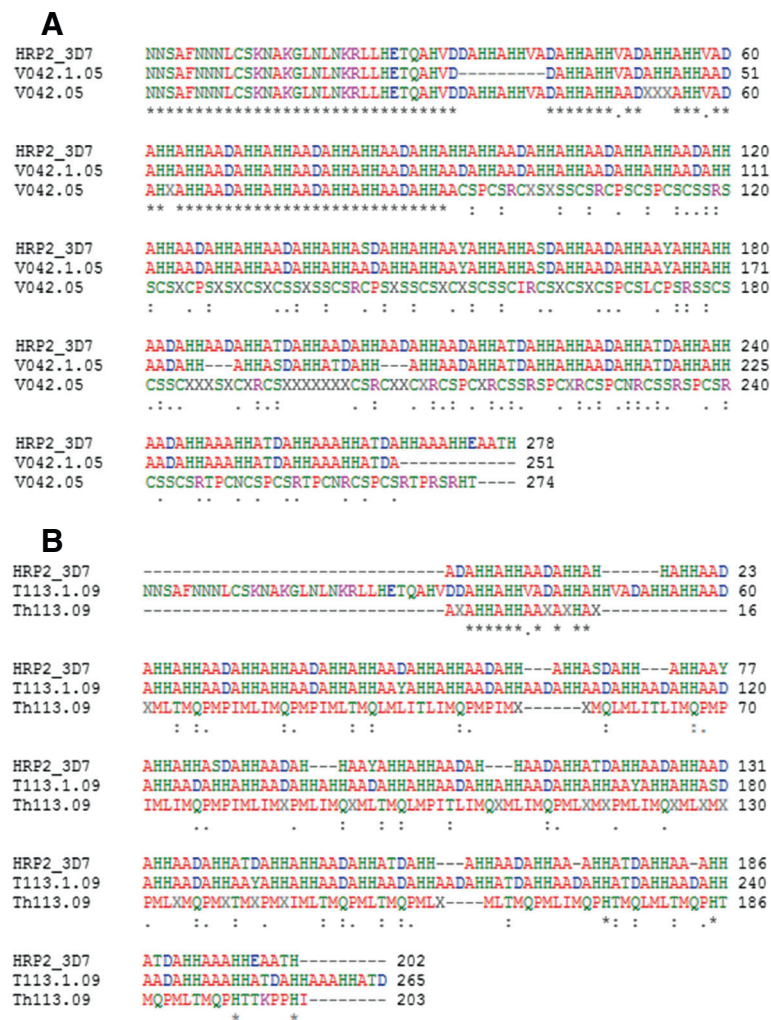 A
HRP2_3D7 NNSAFNNNLCSKNAKGLNLNKRLLHETQAHVDDAHHAHHVADAHHAHHVADAHHAHHVAD 60
V042.1.05 NNSAFNNNLCSKNAKGLNLNKRLLHETQAHVD---------DAHHAHHVADAHHAHHAAD 51
V042.05 NNSAFNNNLCSKNAKGLNLNKRLLHETQAHVDDAHHAHHVADAHHAHHAADXXXAHHVAD 60
******************************** *******.** ***.**
HRP2_3D7 AHHAHHAADAHHAHHAADAHHAHHAADAHHAHHAHHAADAHHAHHAADAHHAHHAADAHH 120
V042.1.05 AHHAHHAADAHHAHHAADAHHAHHAADAHHAADAHHAADAHHAHHAADAHHAHHAADAHH 111
V042.05 AHXAHHAADAHHAHHAADAHHAHHAADAHHAACSPCSRCXSXSSCSRCPSCSPCSCSSRS 120
** **************************** : : : : . : :..::
HRP2_3D7 AHHAADAHHAHHAADAHHAHHASDAHHAHHAAYAHHAHHASDAHHAADAHHAAYAHHAHH 180
V042.1.05 AHHAADAHHAHHAADAHHAHHAADAHHAHHAAYAHHAHHASDAHHAADAHHAAYAHHAHH 171
V042.05 SCSXCPSXSXCSXCSSXSSCSRCPSXSSCSXCXSCSSCIRCSXCSXCSPCSLCPSRSSCS 180
: . : ..: : . : . : : .. ... . :: :
HRP2_3D7 AADAHHAADAHHATDAHHAADAHHAADAHHAADAHHATDAHHAHHAADAHHATDAHHAHH 240
V042.1.05 AADAHH---AHHASDAHHATDAHH---AHHAADAHHATDAHHAHHAADAHHATDAHHAHH 225
V042.05 CSSCXXXSXCXRCSXXXXXXXCSRCXXCXRCSPCXRCSSRSPCXRCSPCNRCSSRSPCSR 240
.:.. . :.: . : . :.: . :.: . .: .::::. . :
HRP2_3D7 AADAHHAAAHHATDAHHAAAHHATDAHHAAAHHEAATH 278
V042.1.05 AADAHHAAAHHATDAHHAAAHHATDA------------ 251
V042.05 CSSCSRTPCNCSPCSRTPCNRCSPCSRTPRSRHT---- 274
. . . .. . . .
B
HRP2_3D7 -------------------------------ADAHHAHHAADAHHAH------HAHHAAD 23
T113.1.09 NNSAFNNNLCSKNAKGLNLNKRLLHETQAHVDDAHHAHHVADAHHAHHVADAHHAHHAAD 60
Th113.09 -------------------------------AXAHHAHHAAXAXHAX------------- 16
******.* * **
HRP2_3D7 AHHAHHAADAHHAHHAADAHHAHHAADAHHAHHAADAHH---AHHASDAHH---AHHAAY 77
T113.1.09 AHHAHHAADAHHAHHAADAHHAHHAAYAHHAHHAADAHHAADAHHAADAHHAADAHHAAD 120
Th113.09 XMLTMQPMPIMLIMQPMPIMLTMQLMLITLIMQPMPIMX------XMQLMLITLIMQPMP 70
: :. :. : : :. : :.
HRP2_3D7 AHHAHHASDAHHAADAH---HAAYAHHAHHAADAH---HAADAHHATDAHHAADAHHAAD 131
T113.1.09 AHHAADAHHAHHAADAHHAHHAADAHHAHHAADAHHAHHAADAHHAHHAAYAHHAHHASD 180
Th113.09 IMLIMQPMPIMLIMXPMLIMQXMLTMQLMPITLIMQXMLIMQPMLXMXPMLIMQXMLXMX 130
.. . : : : : :. . .
HRP2_3D7 AHHAADAHHATDAHHAHHAADAHHATDAHH---AHHAADAHHAA-AHHATDAHHAA-AHH 186
T113.1.09 AHHAADAHHAAYAHHAHHAADAHHAADAHHAADAHHATDAHHAADAHHATDAHHAADAHH 240
Th113.09 PMLXMQPMXTMXPMXIMLTMQPMLTMQPMLX----MLTMQPMLIMQPHTMQLMLTMQPHT 186
. :. : . :. : :. : *: : : .*
HRP2_3D7 ATDAHHAAAHHEAATH--------- 202
T113.1.09 AADAHHAAAHHATDAHHAAAHHATD 265
Th113.09 MQPMLTMQPHTTKPPHI-------- 203
* *